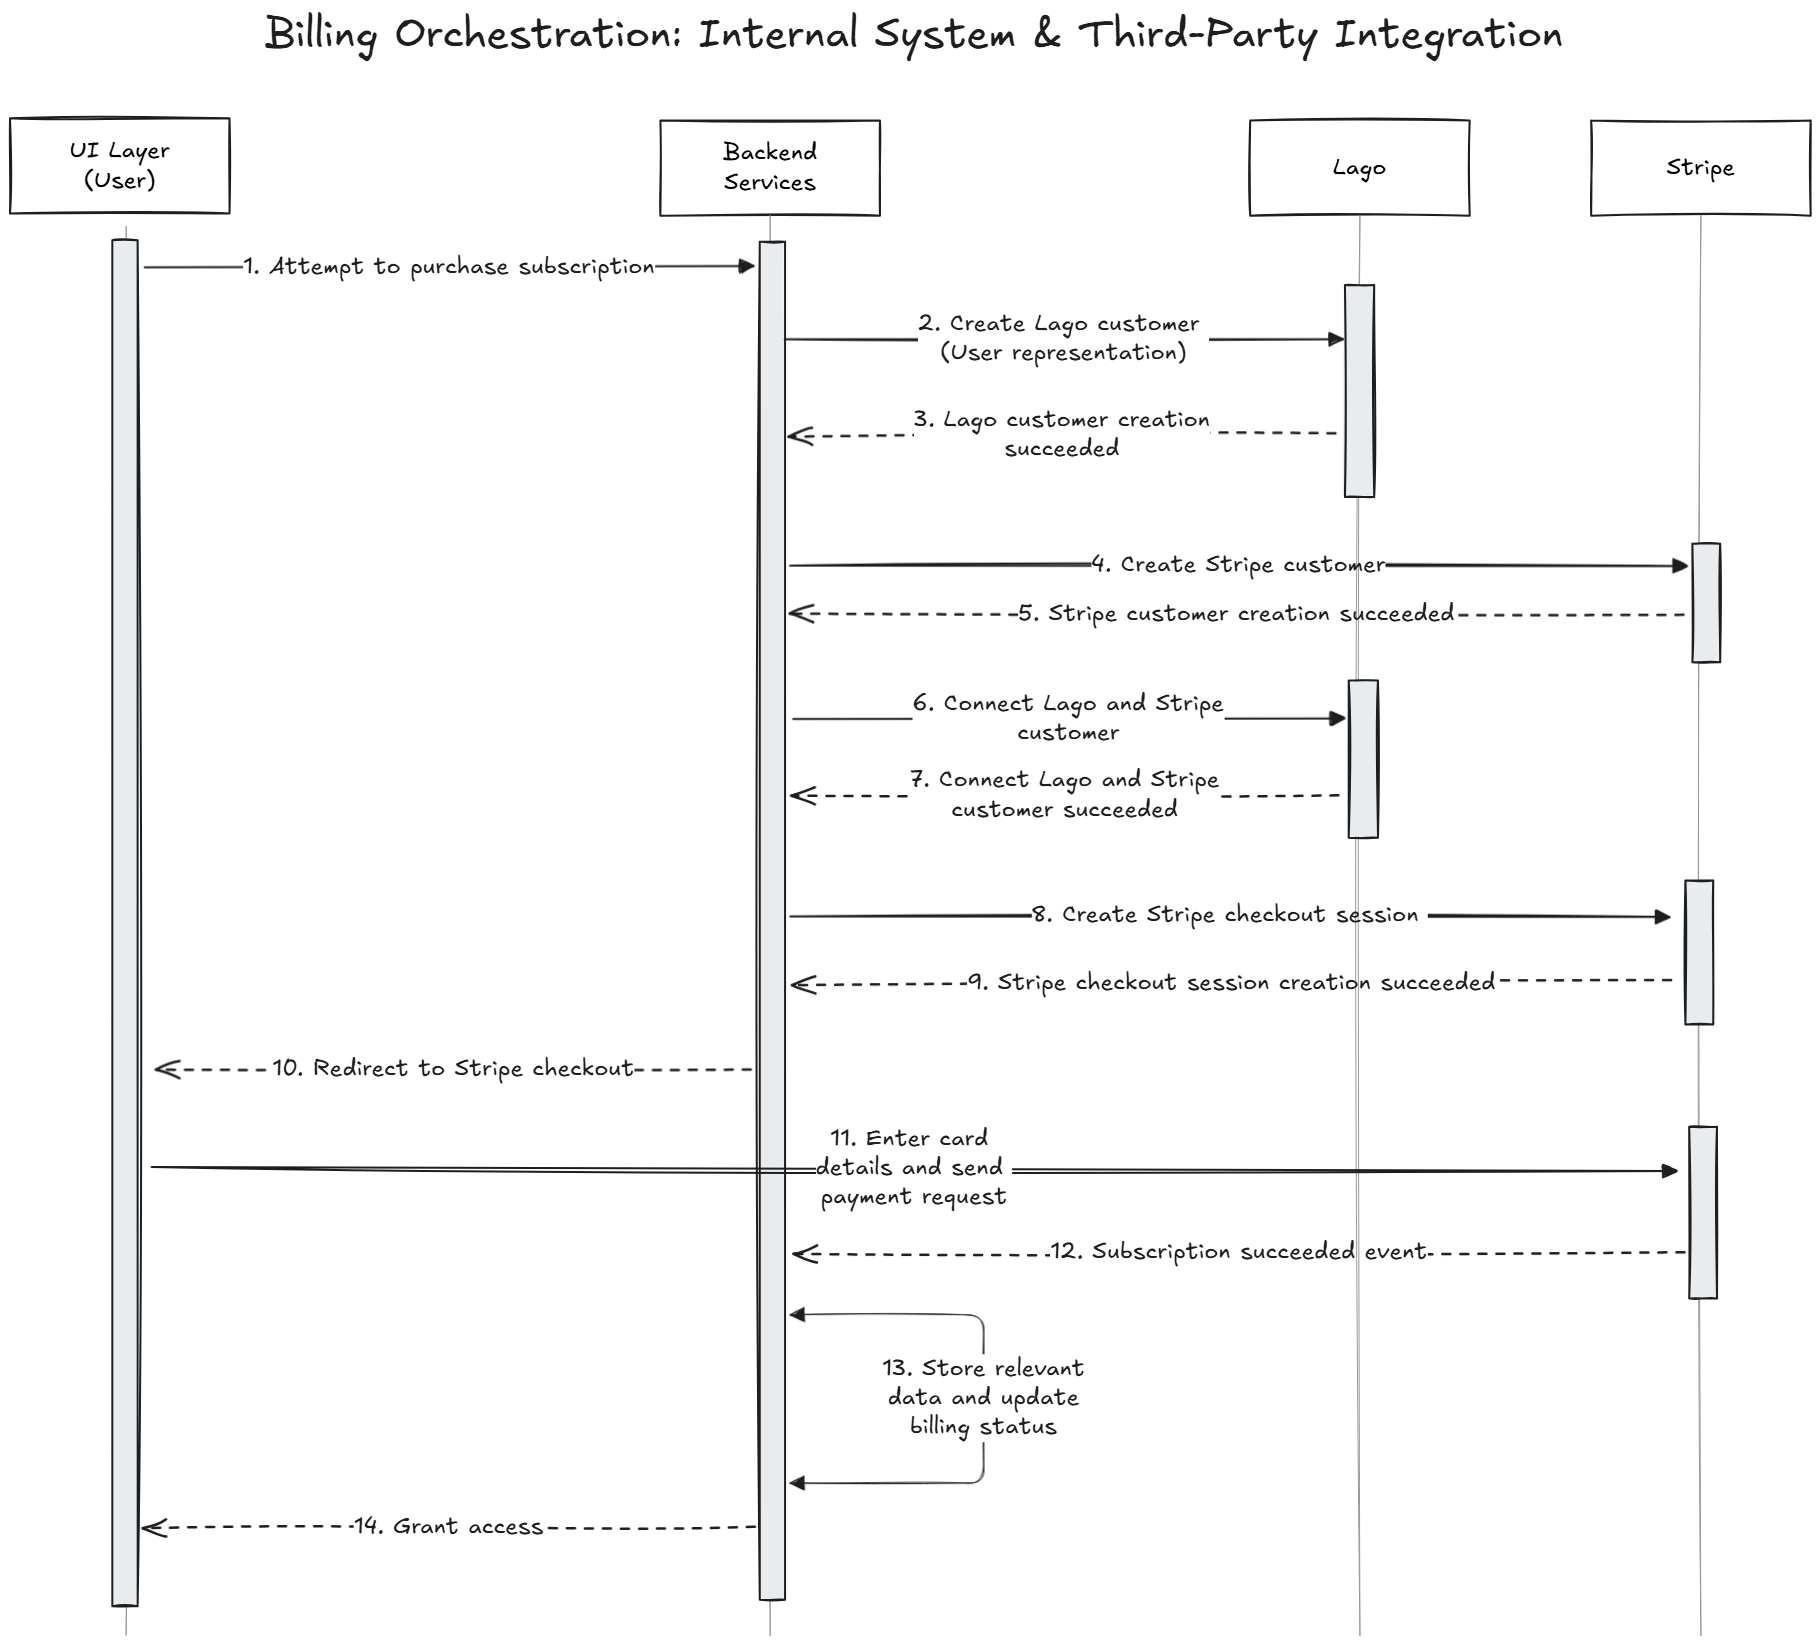 Billing Orchestration: Internal System & Third-Party Integration
UI Layer
(User)
Backend
Services
Lago
Stripe
1. Attempt to purchase subscription
2. Create Lago customer
(User representation)
3. Lago customer creation
succeeded
4. Create Stripe customer
5. Stripe customer creation succeeded
6. Connect Lago and Stripe
customer
7. Connect Lago and Stripe
customer succeeded
8. Create Stripe checkout session
9. Stripe checkout session creation succeeded
10. Redirect to Stripe checkout
11. Enter card
details and send
payment request
12. Subscription succeeded event
13. Store relevant
data and update
billing status
14. Grant access